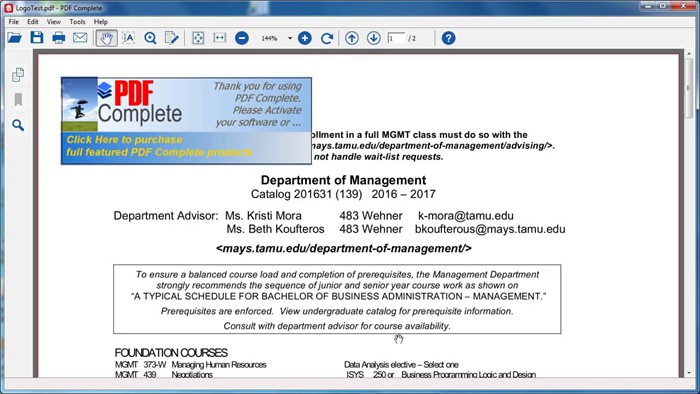 LogoTest.pdf - PDF Complete
File Edit View Tools Help
144% 1 / 2
PDF Complete
Thank you for using
PDF Complete.
Please Activate
your software or ...
Click Here to purchase
full featured PDF Complete products
ollment in a full MGMT class must do so with the
mays.tamu.edu/department-of-management/advising/>.
not handle wait-list requests.
Department of Management
Catalog 201631 (139) 2016 – 2017
Department Advisor: Ms. Kristi Mora 483 Wehner k-mora@tamu.edu
Ms. Beth Koufteros 483 Wehner bkoufterous@mays.tamu.edu
<mays.tamu.edu/department-of-management/>
To ensure a balanced course load and completion of prerequisites, the Management Department
strongly recommends the sequence of junior and senior year course work as shown on
“A TYPICAL SCHEDULE FOR BACHELOR OF BUSINESS ADMINISTRATION – MANAGEMENT.”
Prerequisites are enforced. View undergraduate catalog for prerequisite information.
Consult with department advisor for course availability.
FOUNDATION COURSES
MGMT 373-W Managing Human Resources Data Analysis elective – Select one
MGMT 439 Negotiations ISYS 250 or Business Programming Logic and Design